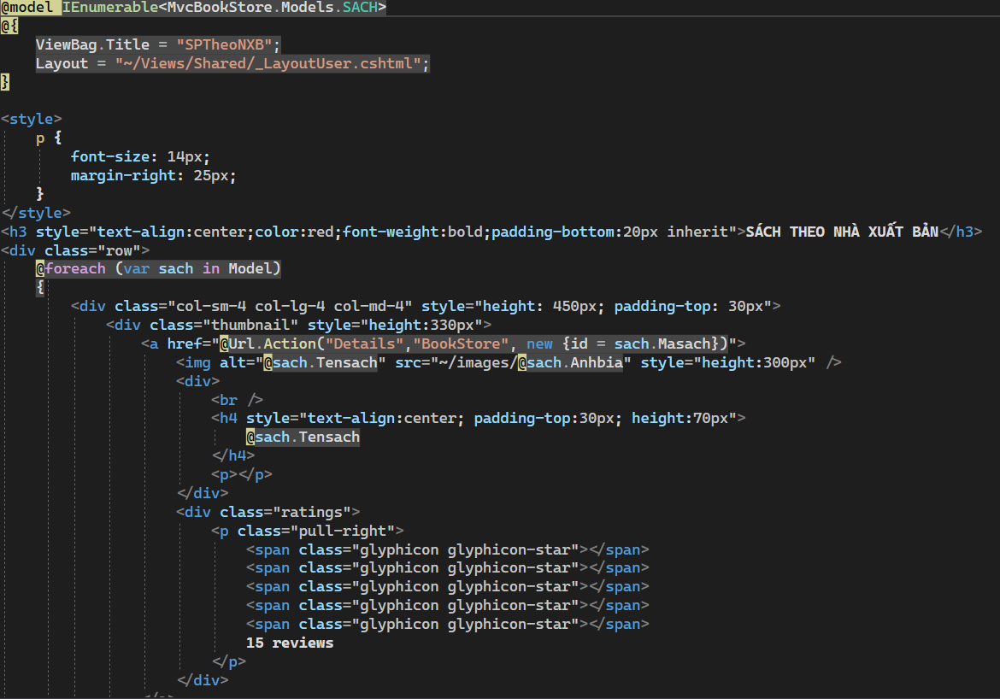 @model IEnumerable<MvcBookStore.Models.SACH>
@{
    ViewBag.Title = "SPTheoNXB";
    Layout = "~/Views/Shared/_LayoutUser.cshtml";
}

<style>
    p {
        font-size: 14px;
        margin-right: 25px;
    }
</style>
<h3 style="text-align:center;color:red;font-weight:bold;padding-bottom:20px inherit">SÁCH THEO NHÀ XUẤT BẢN</h3>
<div class="row">
    @foreach (var sach in Model)
    {
        <div class="col-sm-4 col-lg-4 col-md-4" style="height: 450px; padding-top: 30px">
            <div class="thumbnail" style="height:330px">
                <a href="@Url.Action("Details","BookStore", new {id = sach.Masach})">
                    <img alt="@sach.Tensach" src="~/images/@sach.Anhbia" style="height:300px" />
                    <div>
                        <br />
                        <h4 style="text-align:center; padding-top:30px; height:70px">
                            @sach.Tensach
                        </h4>
                        <p></p>
                    </div>
                    <div class="ratings">
                        <p class="pull-right">
                            <span class="glyphicon glyphicon-star"></span>
                            <span class="glyphicon glyphicon-star"></span>
                            <span class="glyphicon glyphicon-star"></span>
                            <span class="glyphicon glyphicon-star"></span>
                            <span class="glyphicon glyphicon-star"></span>
                            15 reviews
                        </p>
                    </div>